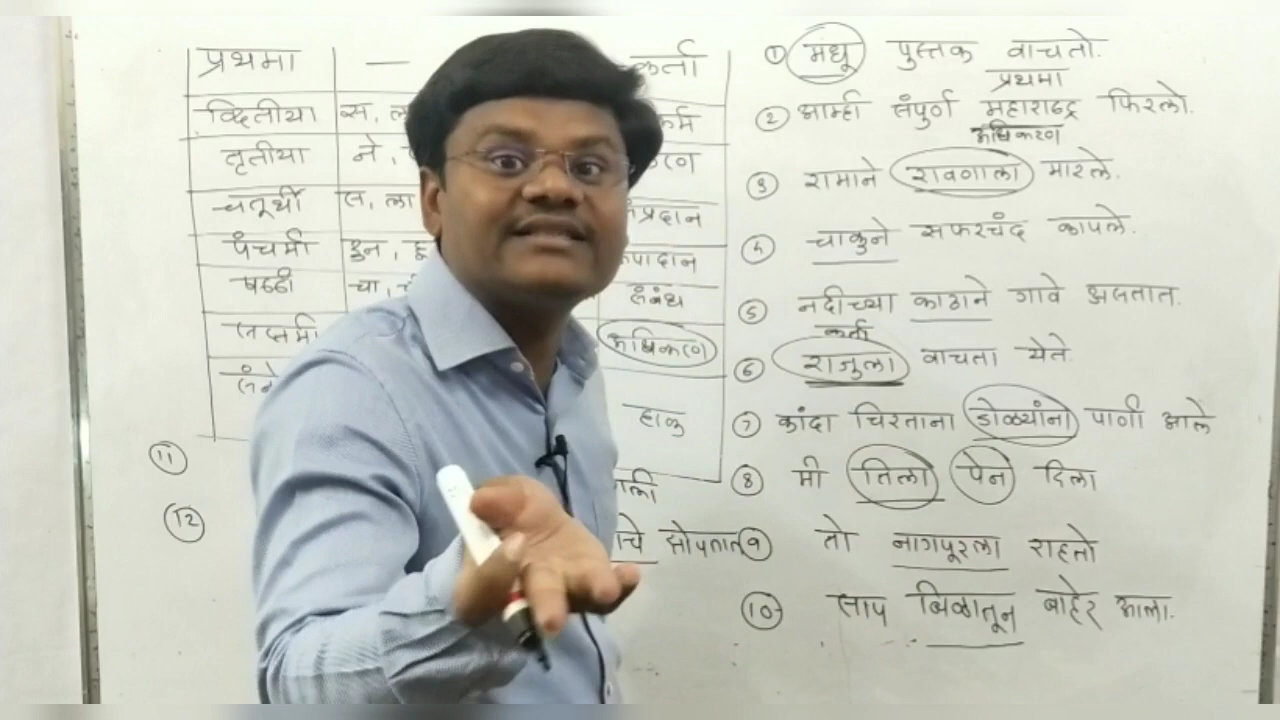 प्रथमा — कर्ता
व्दितीया स, ल कर्म
तृतीया ने, करण
चतूर्थी स, ला संप्रदान
पंचमी हुन, अपादान
षष्ठी चा, ची संबंध
सप्तमी अधिकरण
हाक
⑪
⑫ चे झोपतात
① मधू पुस्तक वाचतो.
प्रथमा
② आम्ही संपुर्ण महाराष्ट्र फिरलो.
अधिकरण
③ रामाने रावणाला मारले.
④ चाकुने सफरचंद कापले.
⑤ नदीच्या काठाने गावे असतात.
कर्ता
⑥ राजुला वाचता येते
⑦ कांदा चिरताना डोळ्यांना पाणी आले
⑧ मी तिला पेन दिला
⑨ तो नागपूरला राहतो
⑩ साप बिळातून बाहेर आला.